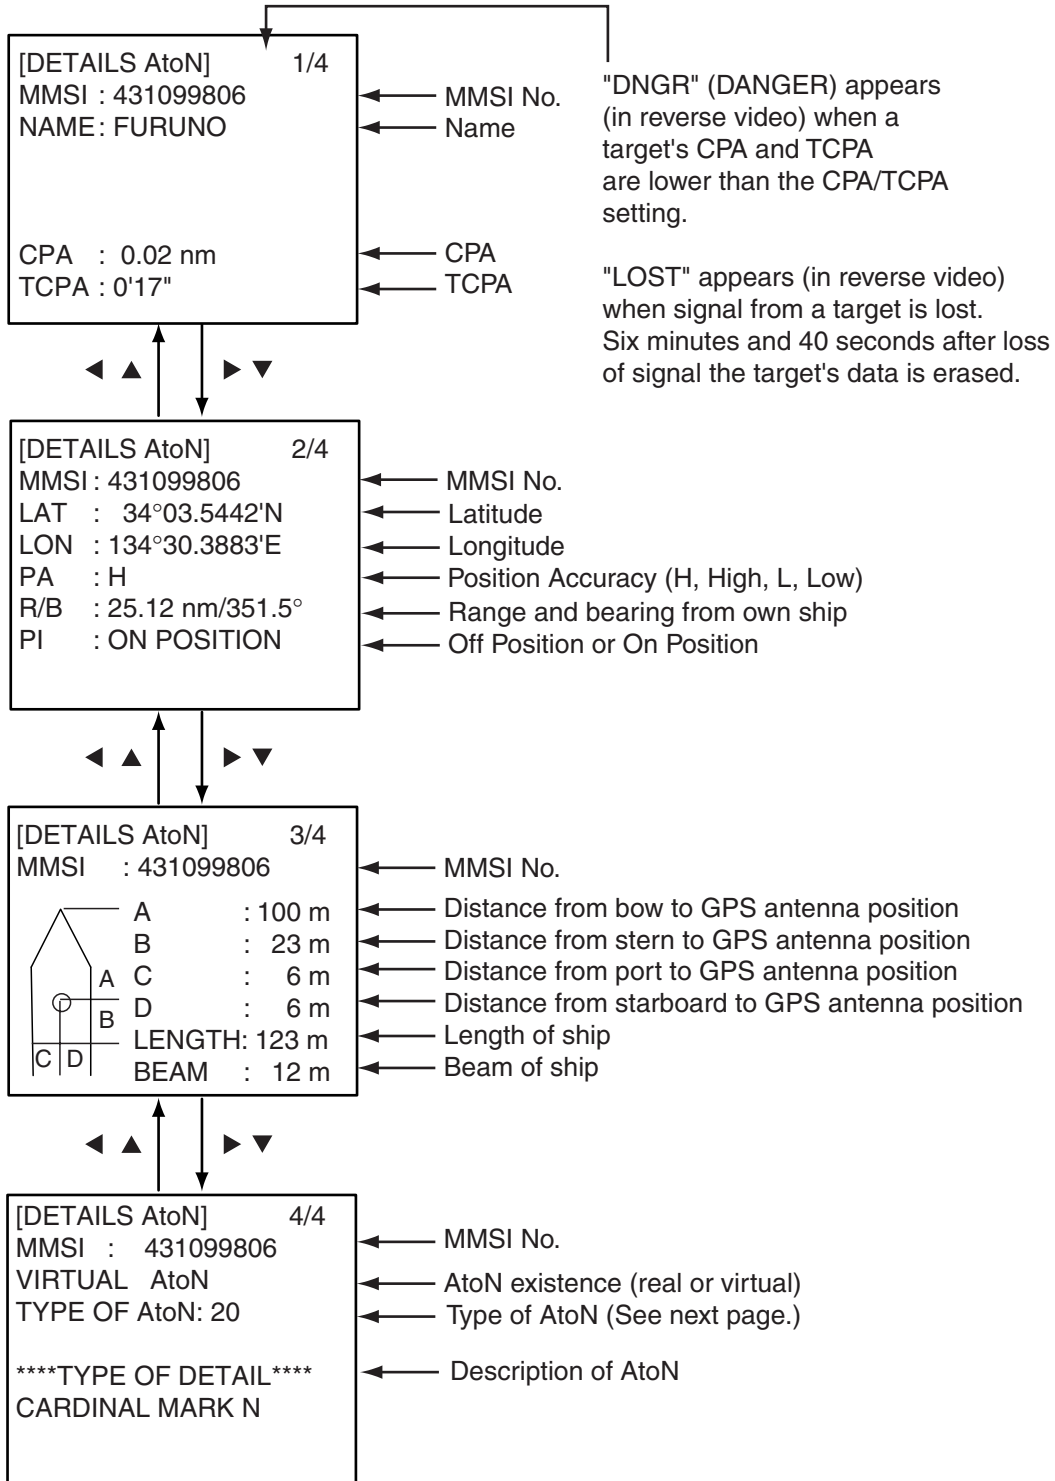 [DETAILS AtoN] 1/4
MMSI : 431099806
NAME : FURUNO
CPA : 0.02 nm
TCPA : 0'17"
MMSI No.
Name
CPA
TCPA
"DNGR" (DANGER) appears
(in reverse video) when a
target's CPA and TCPA
are lower than the CPA/TCPA
setting.
"LOST" appears (in reverse video)
when signal from a target is lost.
Six minutes and 40 seconds after loss
of signal the target's data is erased.
◀ ▲ ▶ ▼
[DETAILS AtoN] 2/4
MMSI : 431099806
LAT : 34°03.5442'N
LON : 134°30.3883'E
PA : H
R/B : 25.12 nm/351.5°
PI : ON POSITION
MMSI No.
Latitude
Longitude
Position Accuracy (H, High, L, Low)
Range and bearing from own ship
Off Position or On Position
◀ ▲ ▶ ▼
[DETAILS AtoN] 3/4
MMSI : 431099806
A : 100 m
B : 23 m
C : 6 m
D : 6 m
LENGTH: 123 m
BEAM : 12 m
A
B
C D
MMSI No.
Distance from bow to GPS antenna position
Distance from stern to GPS antenna position
Distance from port to GPS antenna position
Distance from starboard to GPS antenna position
Length of ship
Beam of ship
◀ ▲ ▶ ▼
[DETAILS AtoN] 4/4
MMSI : 431099806
VIRTUAL AtoN
TYPE OF AtoN: 20
****TYPE OF DETAIL****
CARDINAL MARK N
MMSI No.
AtoN existence (real or virtual)
Type of AtoN (See next page.)
Description of AtoN